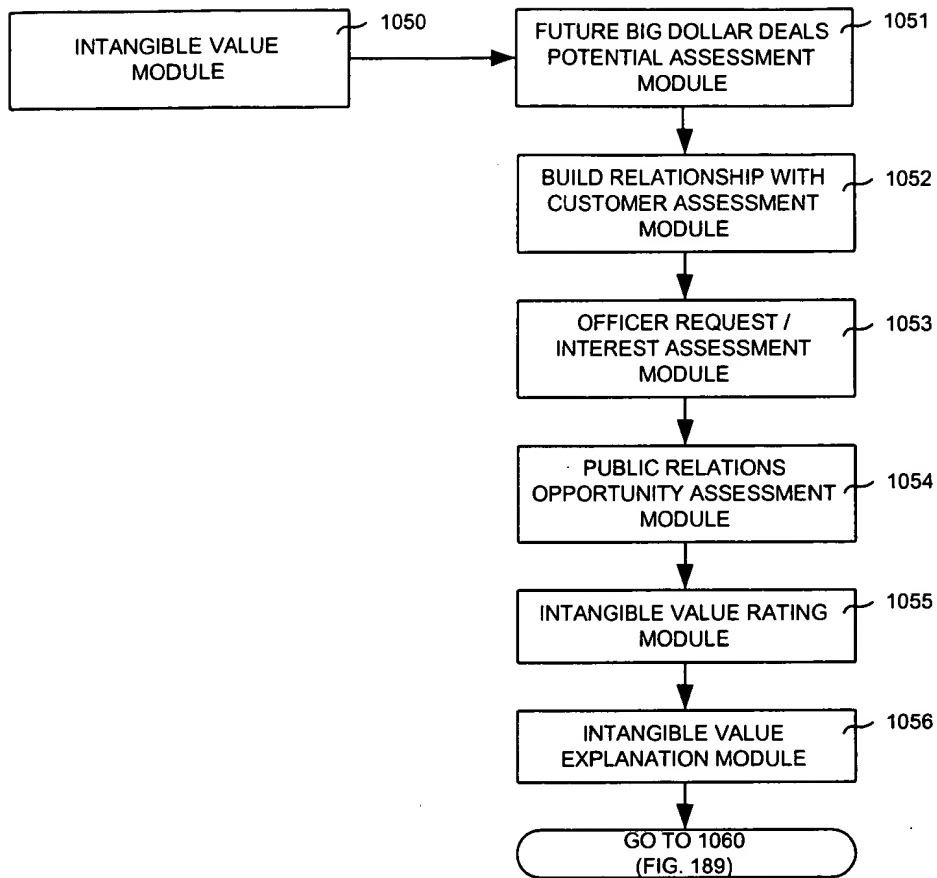 INTANGIBLE VALUE
MODULE
1050
FUTURE BIG DOLLAR DEALS
POTENTIAL ASSESSMENT
MODULE
1051
BUILD RELATIONSHIP WITH
CUSTOMER ASSESSMENT
MODULE
1052
OFFICER REQUEST /
INTEREST ASSESSMENT
MODULE
1053
PUBLIC RELATIONS
OPPORTUNITY ASSESSMENT
MODULE
1054
INTANGIBLE VALUE RATING
MODULE
1055
INTANGIBLE VALUE
EXPLANATION MODULE
1056
GO TO 1060
(FIG. 189)